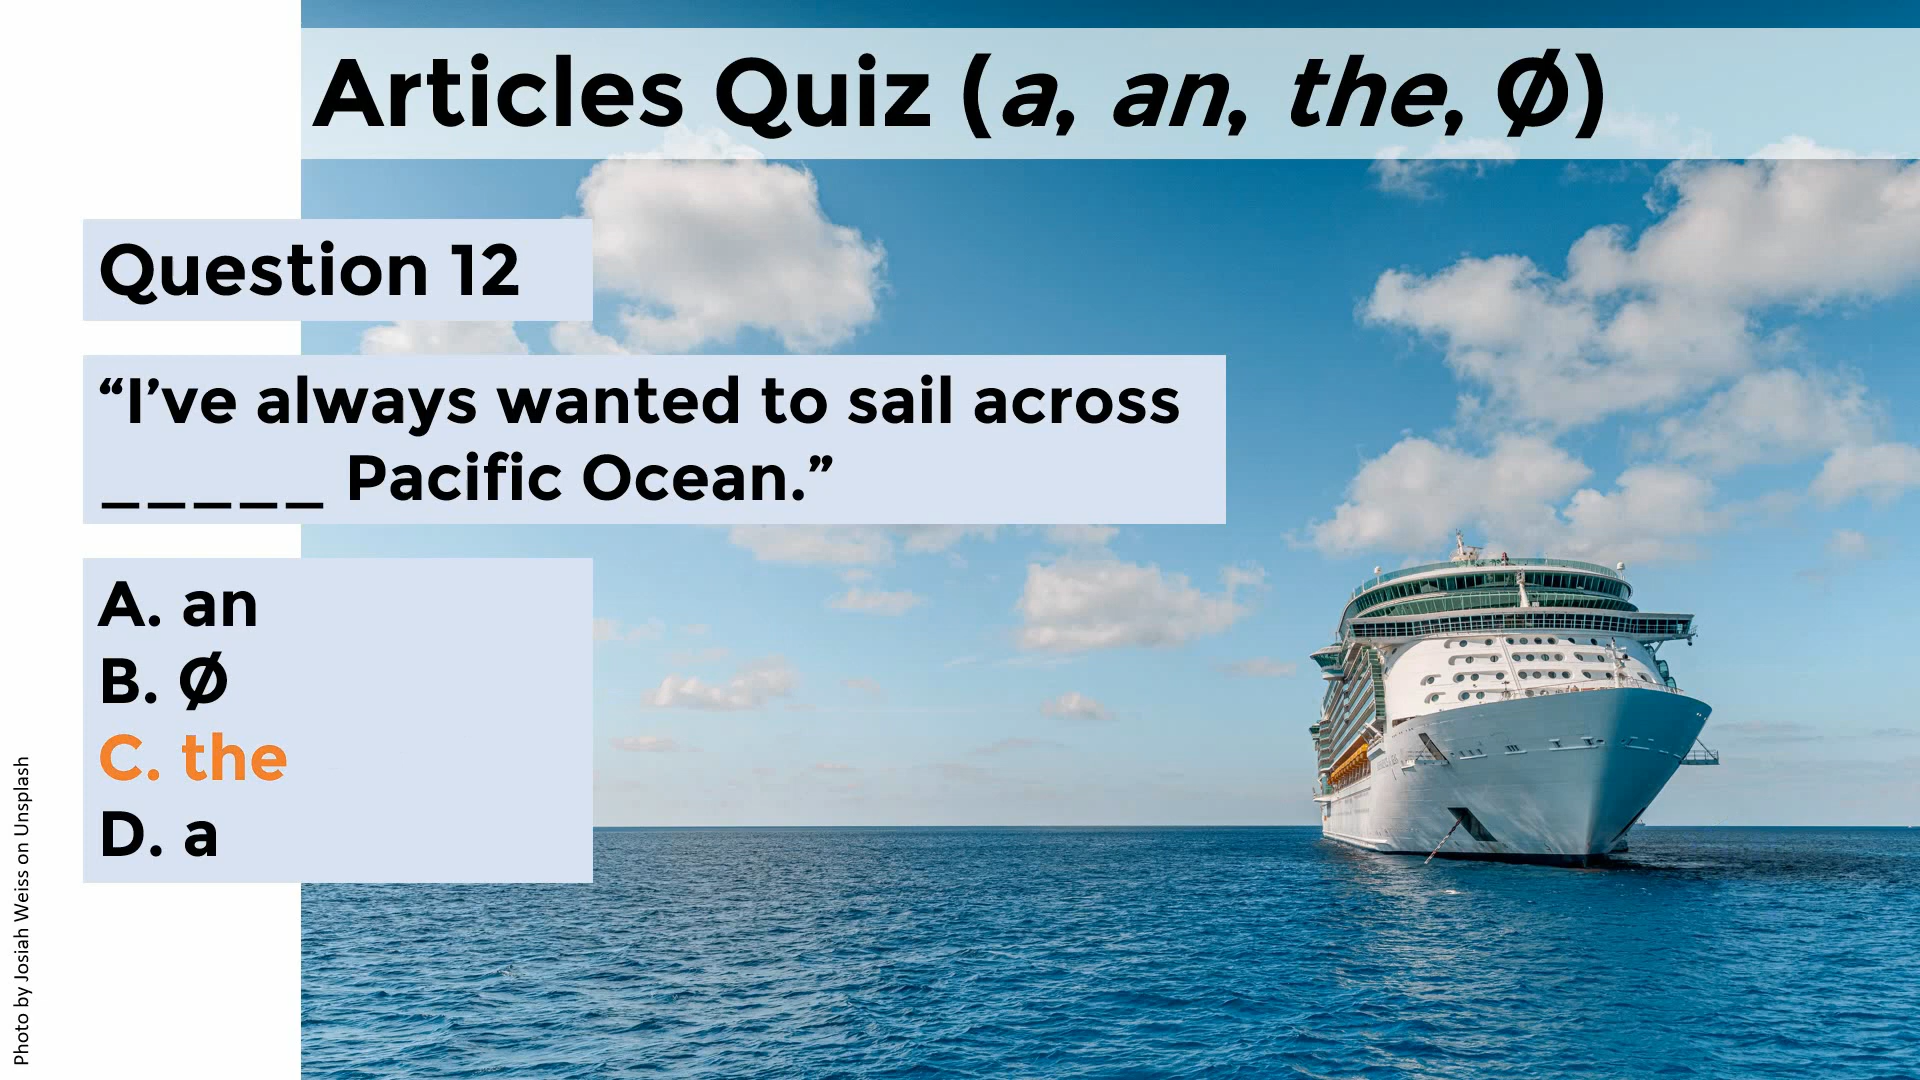 Articles Quiz (a, an, the, Ø)
Question 12
“I’ve always wanted to sail across
_____ Pacific Ocean.”
A. an
B. Ø
C. the
D. a
Photo by Josiah Weiss on Unsplash